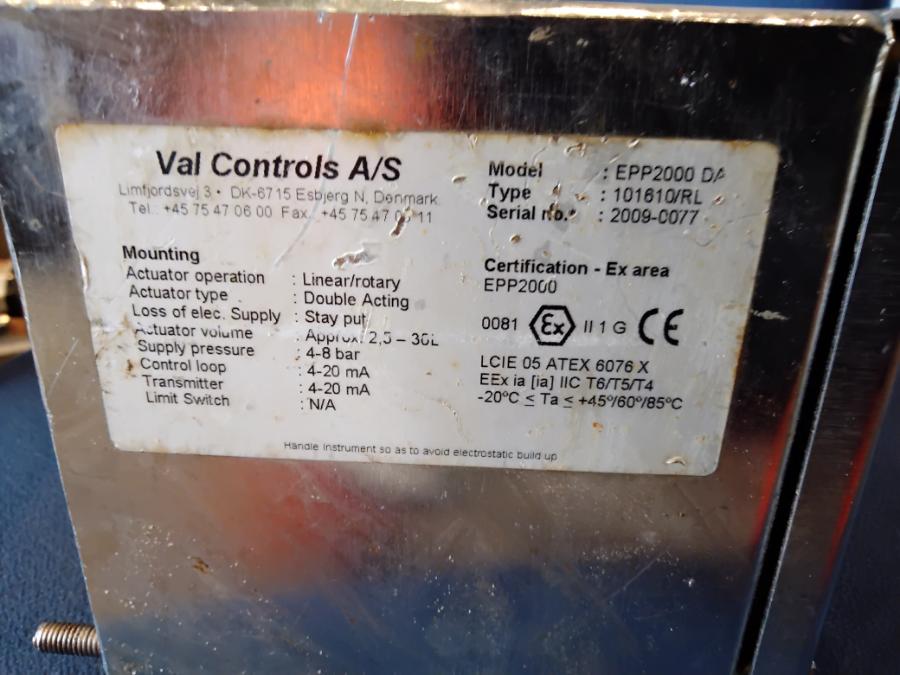 Val Controls A/S
Limfjordsvej 3 • DK-6715 Esbjerg N, Denmark
Tel. +45 75 47 06 00 Fax. +45 75 47 11
Mounting
Actuator operation : Linear/rotary
Actuator type : Double Acting
Loss of elec. Supply : Stay put
Actuator volume : Approx. 2,5 – 30L
Supply pressure : 4-8 bar
Control loop : 4-20 mA
Transmitter : 4-20 mA
Limit Switch : N/A
Model : EPP2000 DA
Type : 101610/RL
Serial no. : 2009-0077
Certification - Ex area
EPP2000
0081 Ex II 1 G CE
LCIE 05 ATEX 6076 X
EEx ia [ia] IIC T6/T5/T4
-20°C ≤ Ta ≤ +45°/60°/85°C
Handle Instrument so as to avoid electrostatic build up